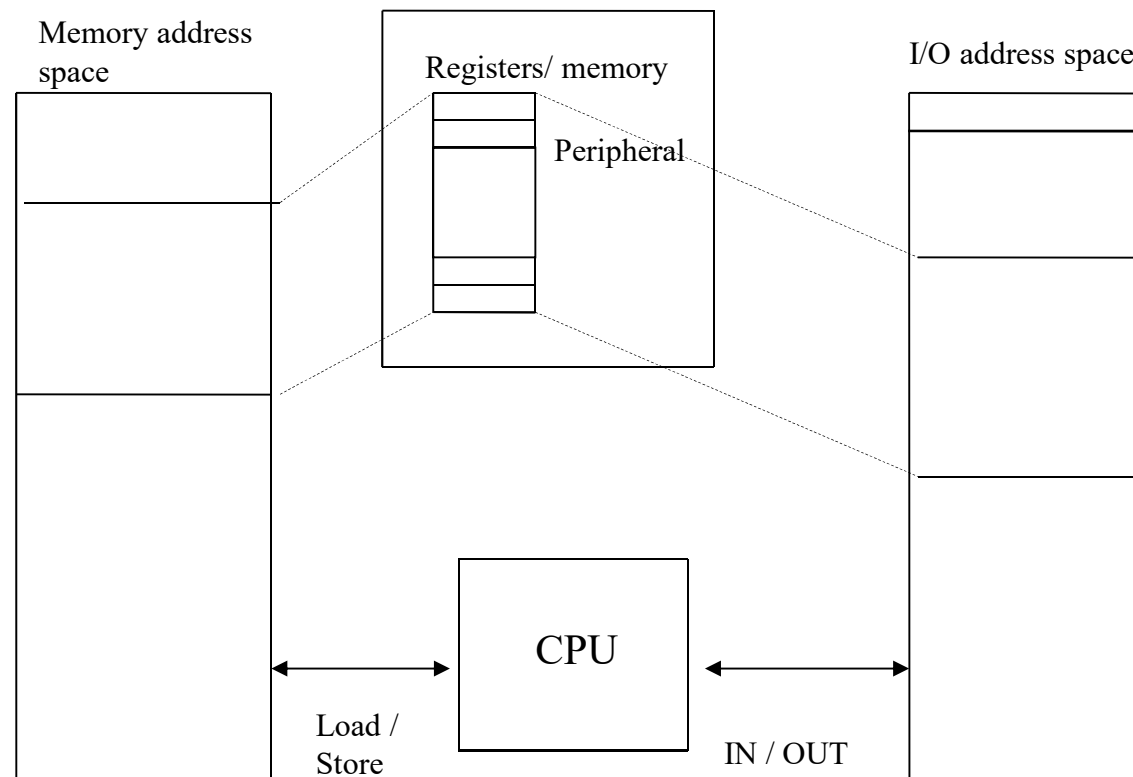 Memory address
space
Registers/ memory
I/O address space
Peripheral
CPU
Load /
Store
IN / OUT